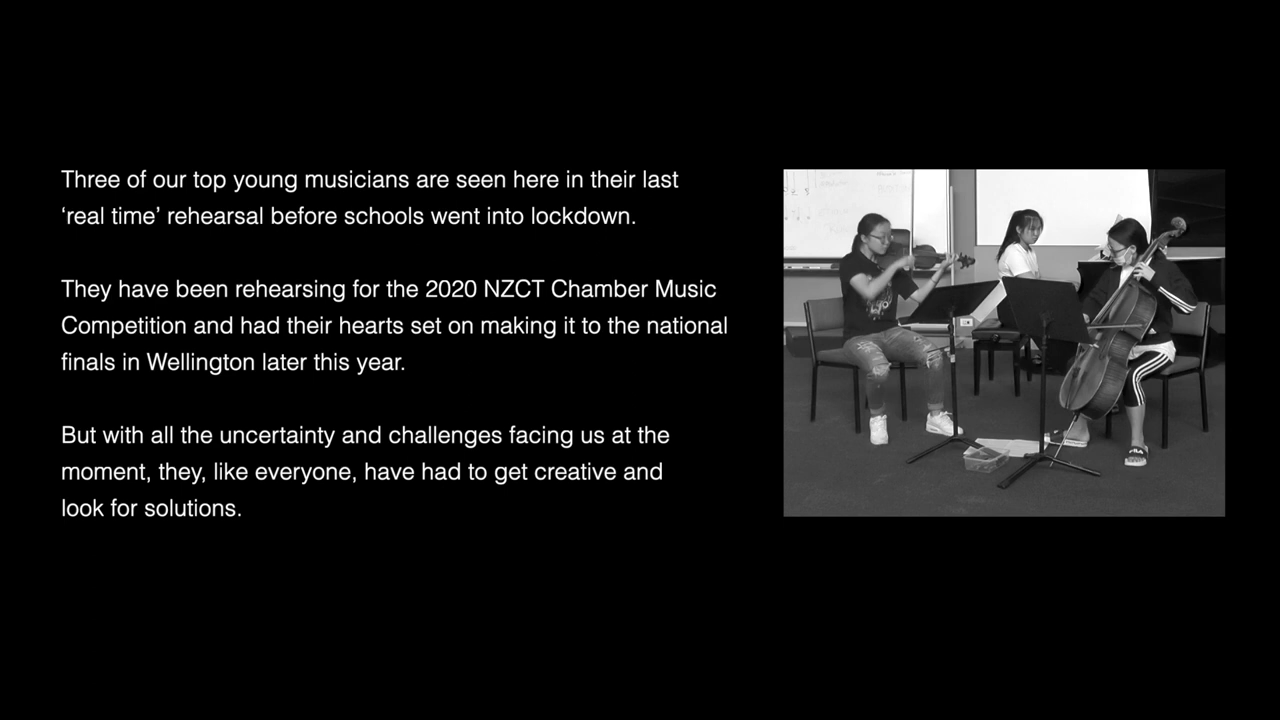 Three of our top young musicians are seen here in their last
‘real time’ rehearsal before schools went into lockdown.
They have been rehearsing for the 2020 NZCT Chamber Music
Competition and had their hearts set on making it to the national
finals in Wellington later this year.
But with all the uncertainty and challenges facing us at the
moment, they, like everyone, have had to get creative and
look for solutions.
FILA